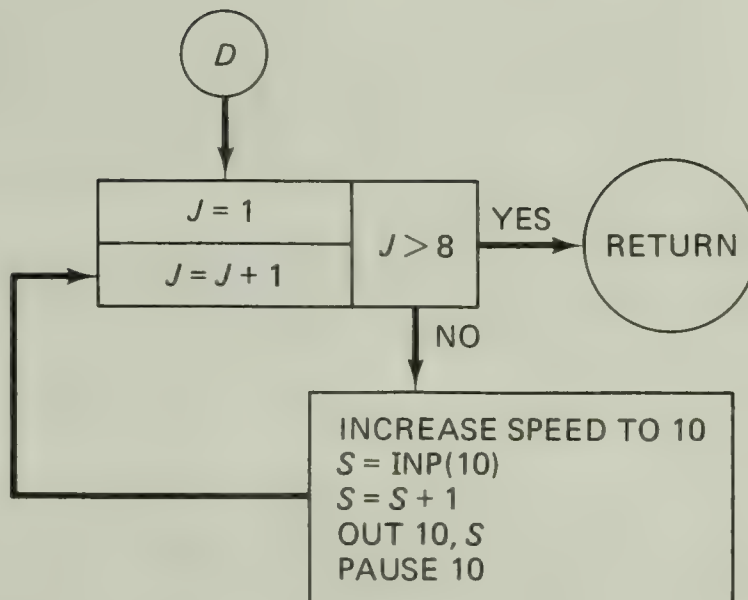 D
J = 1
J = J + 1
J > 8
YES
RETURN
NO
INCREASE SPEED TO 10
S = INP(10)
S = S + 1
OUT 10, S
PAUSE 10